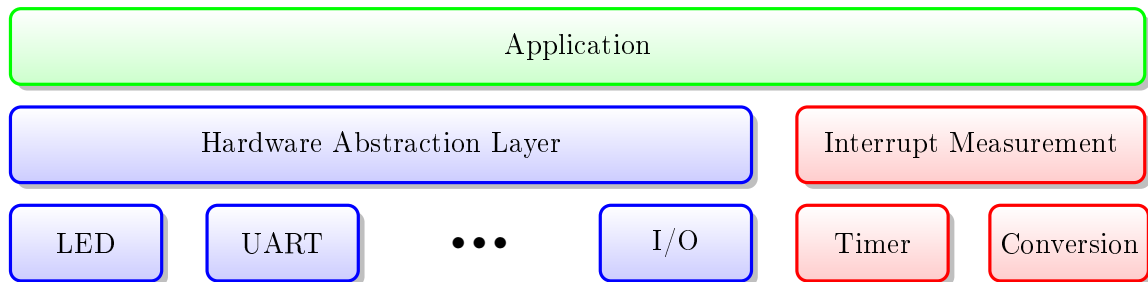 Application
Hardware Abstraction Layer
Interrupt Measurement
LED
UART
•••
I/O
Timer
Conversion